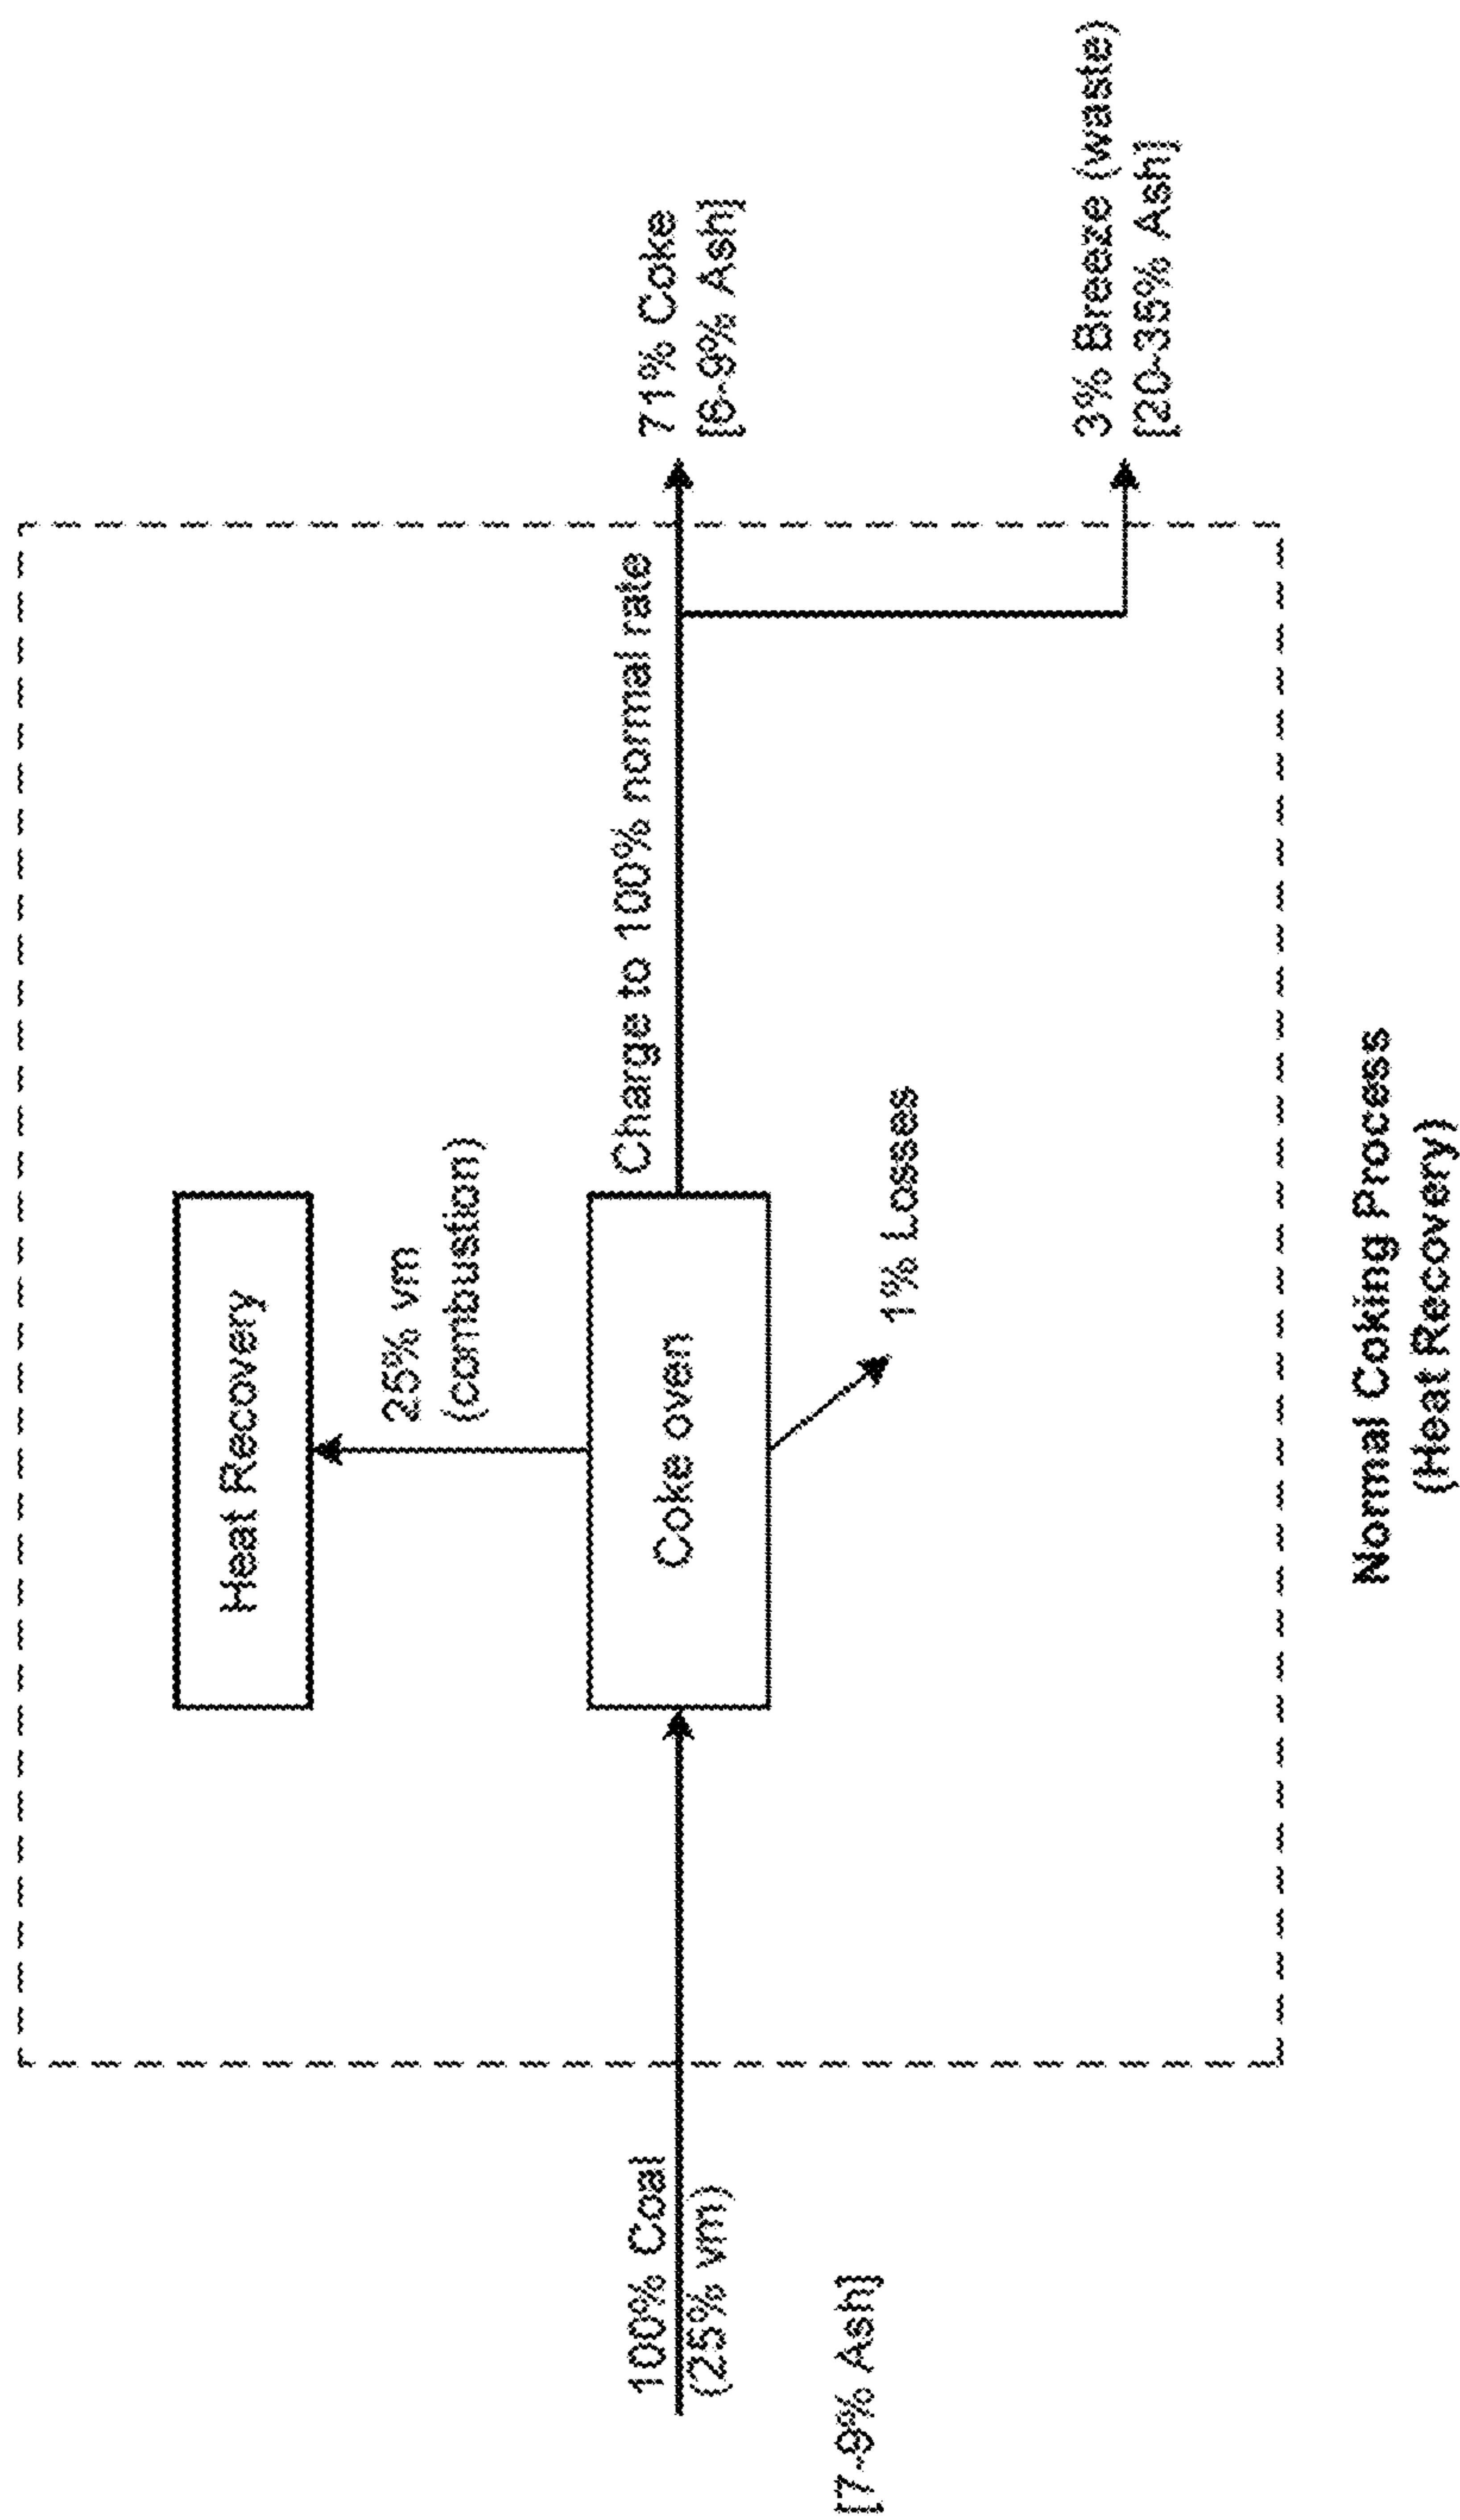 Heat Recovery
25% vm
(combustion)
100% Coal
(25% vm)
[7-9% Ash]
Coke oven
Charge to 100% normal rate
71% Coke
[6-9% Ash]
1% Losses
3% Breeze (waste)
[20-35% Ash]
Normal Coking Process
(Heat Recovery)